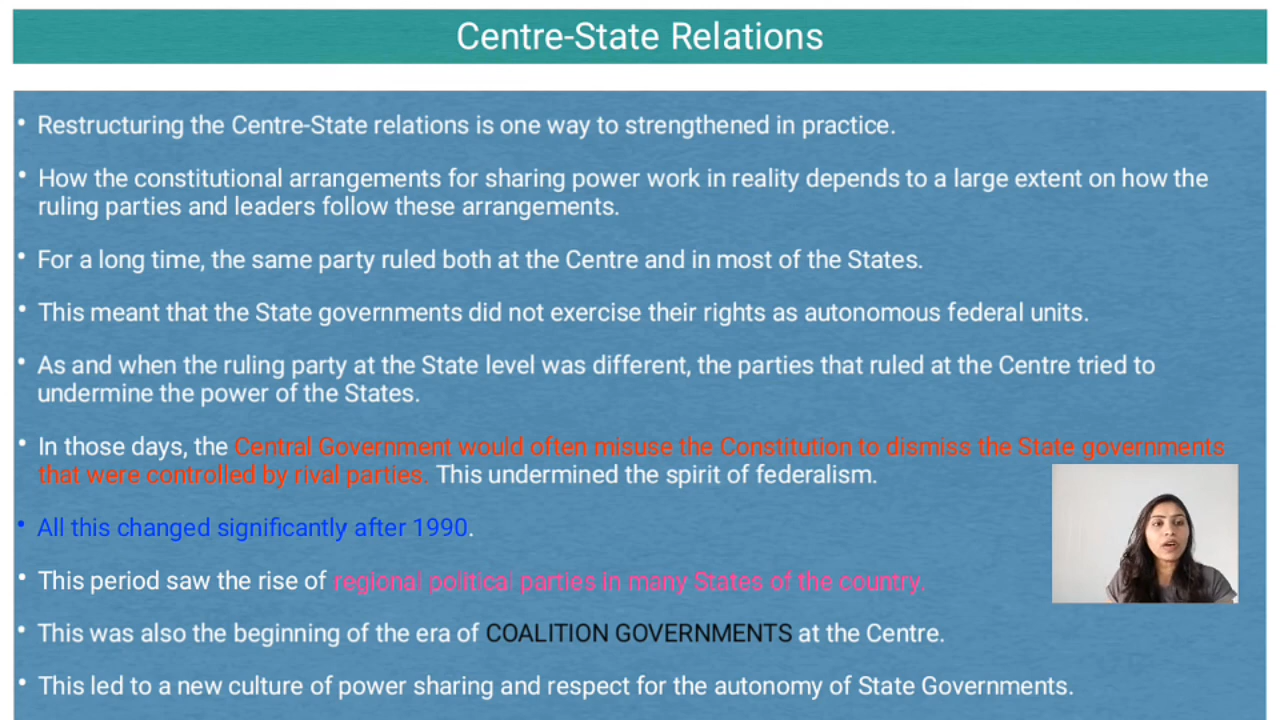 Centre-State Relations
• Restructuring the Centre-State relations is one way to strengthened in practice.
• How the constitutional arrangements for sharing power work in reality depends to a large extent on how the
ruling parties and leaders follow these arrangements.
• For a long time, the same party ruled both at the Centre and in most of the States.
• This meant that the State governments did not exercise their rights as autonomous federal units.
• As and when the ruling party at the State level was different, the parties that ruled at the Centre tried to
undermine the power of the States.
• In those days, the Central Government would often misuse the Constitution to dismiss the State governments
that were controlled by rival parties. This undermined the spirit of federalism.
• All this changed significantly after 1990.
• This period saw the rise of regional political parties in many States of the country.
• This was also the beginning of the era of COALITION GOVERNMENTS at the Centre.
• This led to a new culture of power sharing and respect for the autonomy of State Governments.